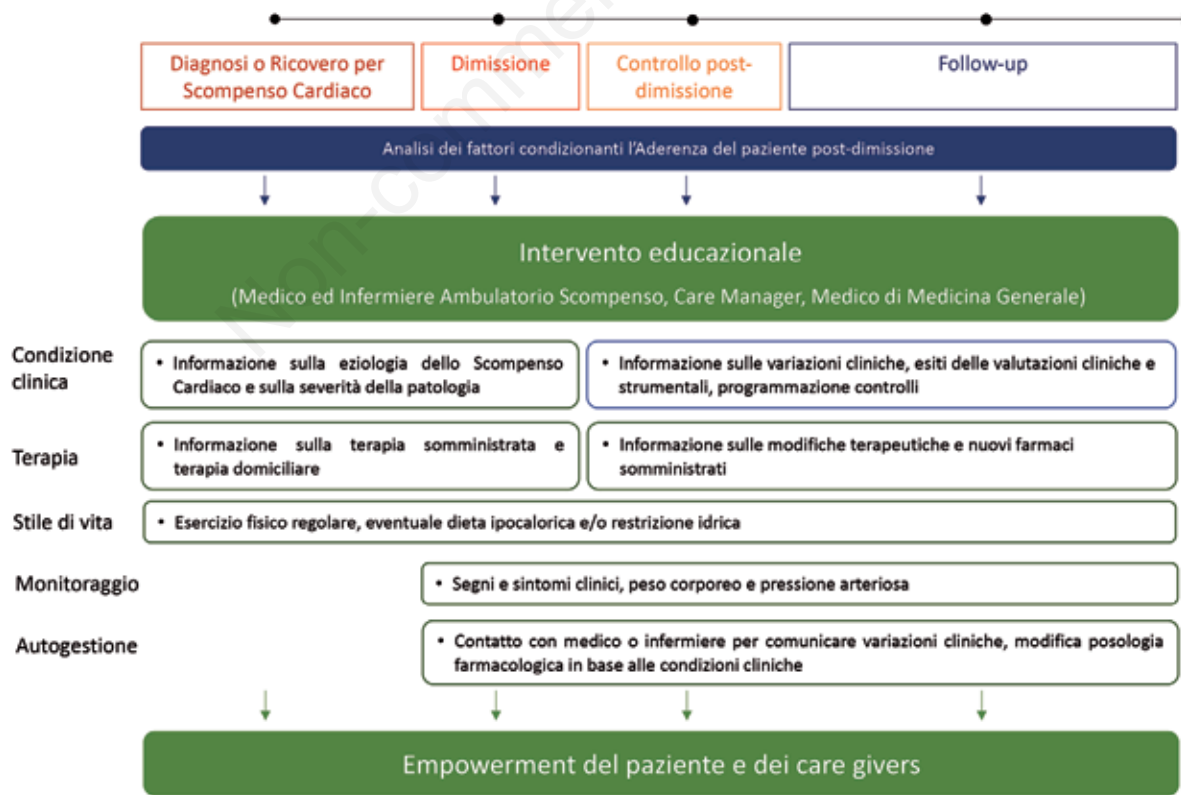 Non-comme
Diagnosi o Ricovero per
Scompenso Cardiaco
Dimissione
Controllo post-
dimissione
Follow-up
Analisi dei fattori condizionanti l'Aderenza del paziente post-dimissione
Intervento educazionale
(Medico ed Infermiere Ambulatorio Scompenso, Care Manager, Medico di Medicina Generale)
Condizione
clinica
• Informazione sulla eziologia dello Scompenso
Cardiaco e sulla severità della patologia
• Informazione sulle variazioni cliniche, esiti delle valutazioni cliniche e
strumentali, programmazione controlli
Terapia
• Informazione sulla terapia somministrata e
terapia domiciliare
• Informazione sulle modifiche terapeutiche e nuovi farmaci
somministrati
Stile di vita
• Esercizio fisico regolare, eventuale dieta ipocalorica e/o restrizione idrica
Monitoraggio
• Segni e sintomi clinici, peso corporeo e pressione arteriosa
Autogestione
• Contatto con medico o infermiere per comunicare variazioni cliniche, modifica posologia
farmacologica in base alle condizioni cliniche
Empowerment del paziente e dei care givers